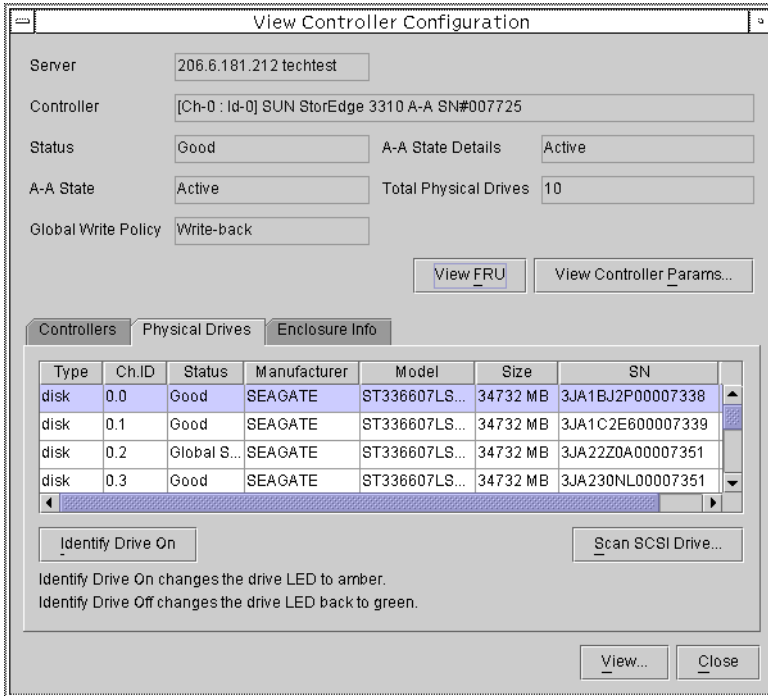 View Controller Configuration
Server 206.6.181.212 techtest
Controller [Ch-0 : Id-0] SUN StorEdge 3310 A-A SN#007725
Status Good A-A State Details Active
A-A State Active Total Physical Drives 10
Global Write Policy Write-back
View FRU View Controller Params...
Controllers Physical Drives Enclosure Info
Type Ch.ID Status Manufacturer Model Size SN
disk 0.0 Good SEAGATE ST336607LS... 34732 MB 3JA1BJ2P00007338
disk 0.1 Good SEAGATE ST336607LS... 34732 MB 3JA1C2E600007339
disk 0.2 Global S... SEAGATE ST336607LS... 34732 MB 3JA22Z0A00007351
disk 0.3 Good SEAGATE ST336607LS... 34732 MB 3JA230NL00007351
Identify Drive On Scan SCSI Drive...
Identify Drive On changes the drive LED to amber.
Identify Drive Off changes the drive LED back to green.
View... Close